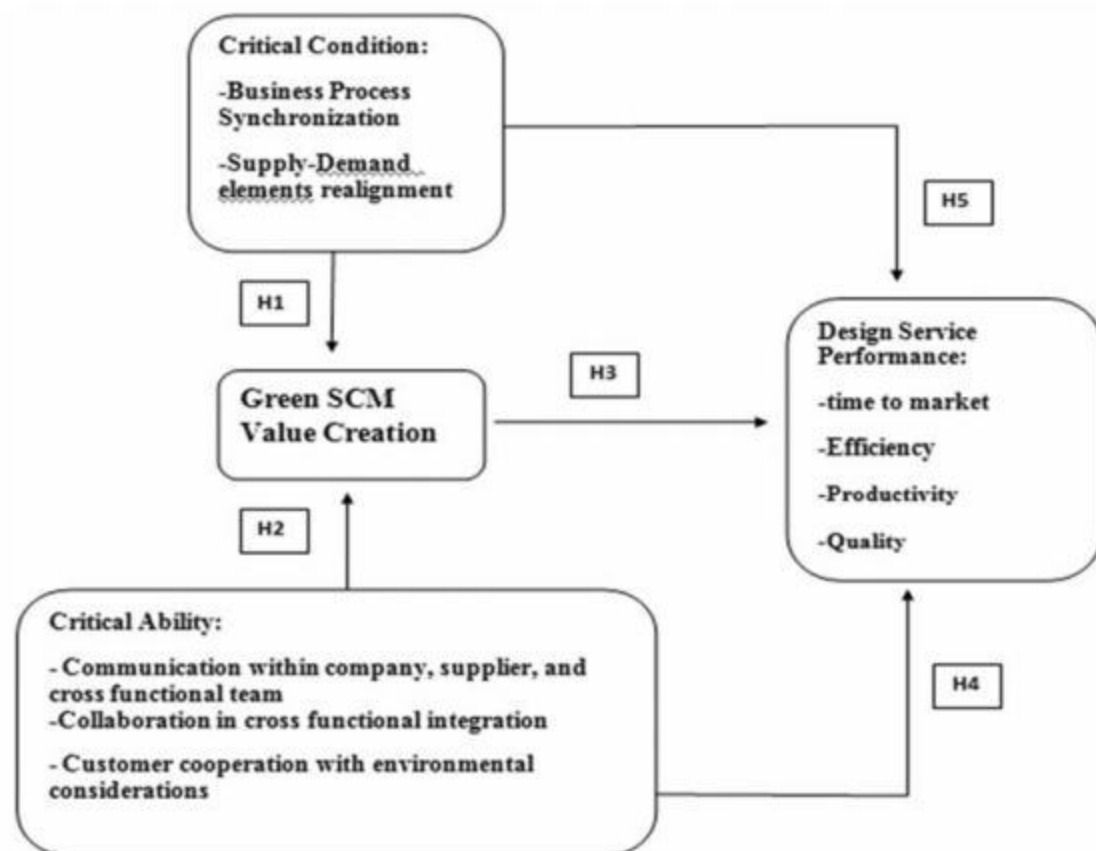 Critical Condition:
-Business Process
Synchronization
-Supply-Demand
elements realignment
H5
H1
Design Service
Performance:
-time to market
-Efficiency
-Productivity
-Quality
H3
Green SCM
Value Creation
H2
Critical Ability:
- Communication within company, supplier, and
cross functional team
-Collaboration in cross functional integration
- Customer cooperation with environmental
considerations
H4